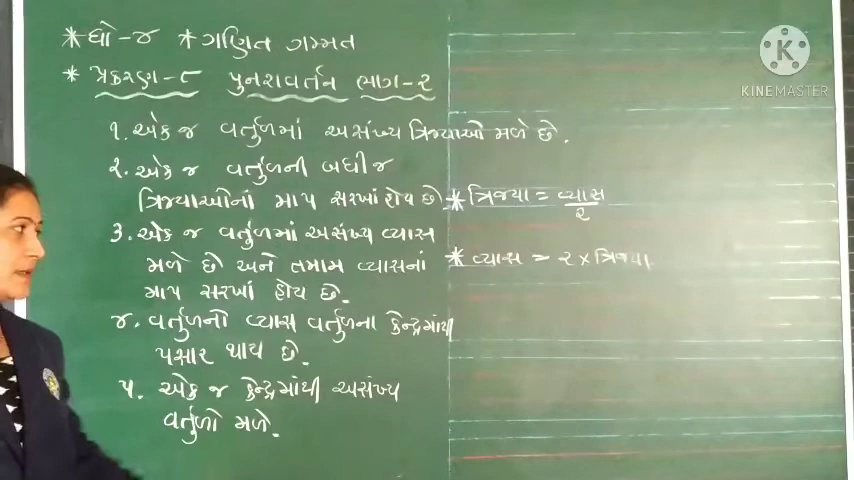 * ધો-૪ * ગણિત ગમ્મત
* પ્રકરણ-૮ પુનરાવર્તન ભાગ-૨
૧. એક જ વર્તુળમાં અસંખ્ય ત્રિજ્યાઓ મળે છે.
૨. એક જ વર્તુળની બધી જ
ત્રિજ્યાઓનાં માપ સરખાં હોય છે.
૩. એક જ વર્તુળમાં અસંખ્ય વ્યાસ
મળે છે અને તમામ વ્યાસનાં
માપ સરખાં હોય છે.
૪. વર્તુળનો વ્યાસ વર્તુળના કેન્દ્રમાંથી
પસાર થાય છે.
૫. એક જ કેન્દ્રમાંથી અસંખ્ય
વર્તુળો મળે.
* ત્રિજ્યા = વ્યાસ
૨
* વ્યાસ = ૨ × ત્રિજ્યા
K
KINEMASTER